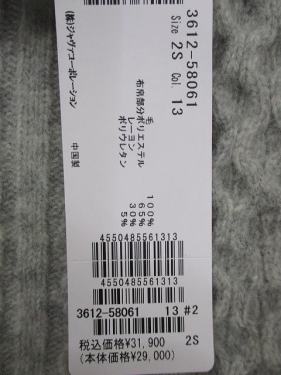 3612-58061
Size 2S Col. 13
毛 100%
布帛部分ポリエステル 65%
レーヨン 30%
ポリウレタン 5%
(株)ジャヴァコーポレーション
中国製
4550485561313
4550485561313
3612-58061 13 #2
税込価格¥31,900 2S
(本体価格¥29,000)